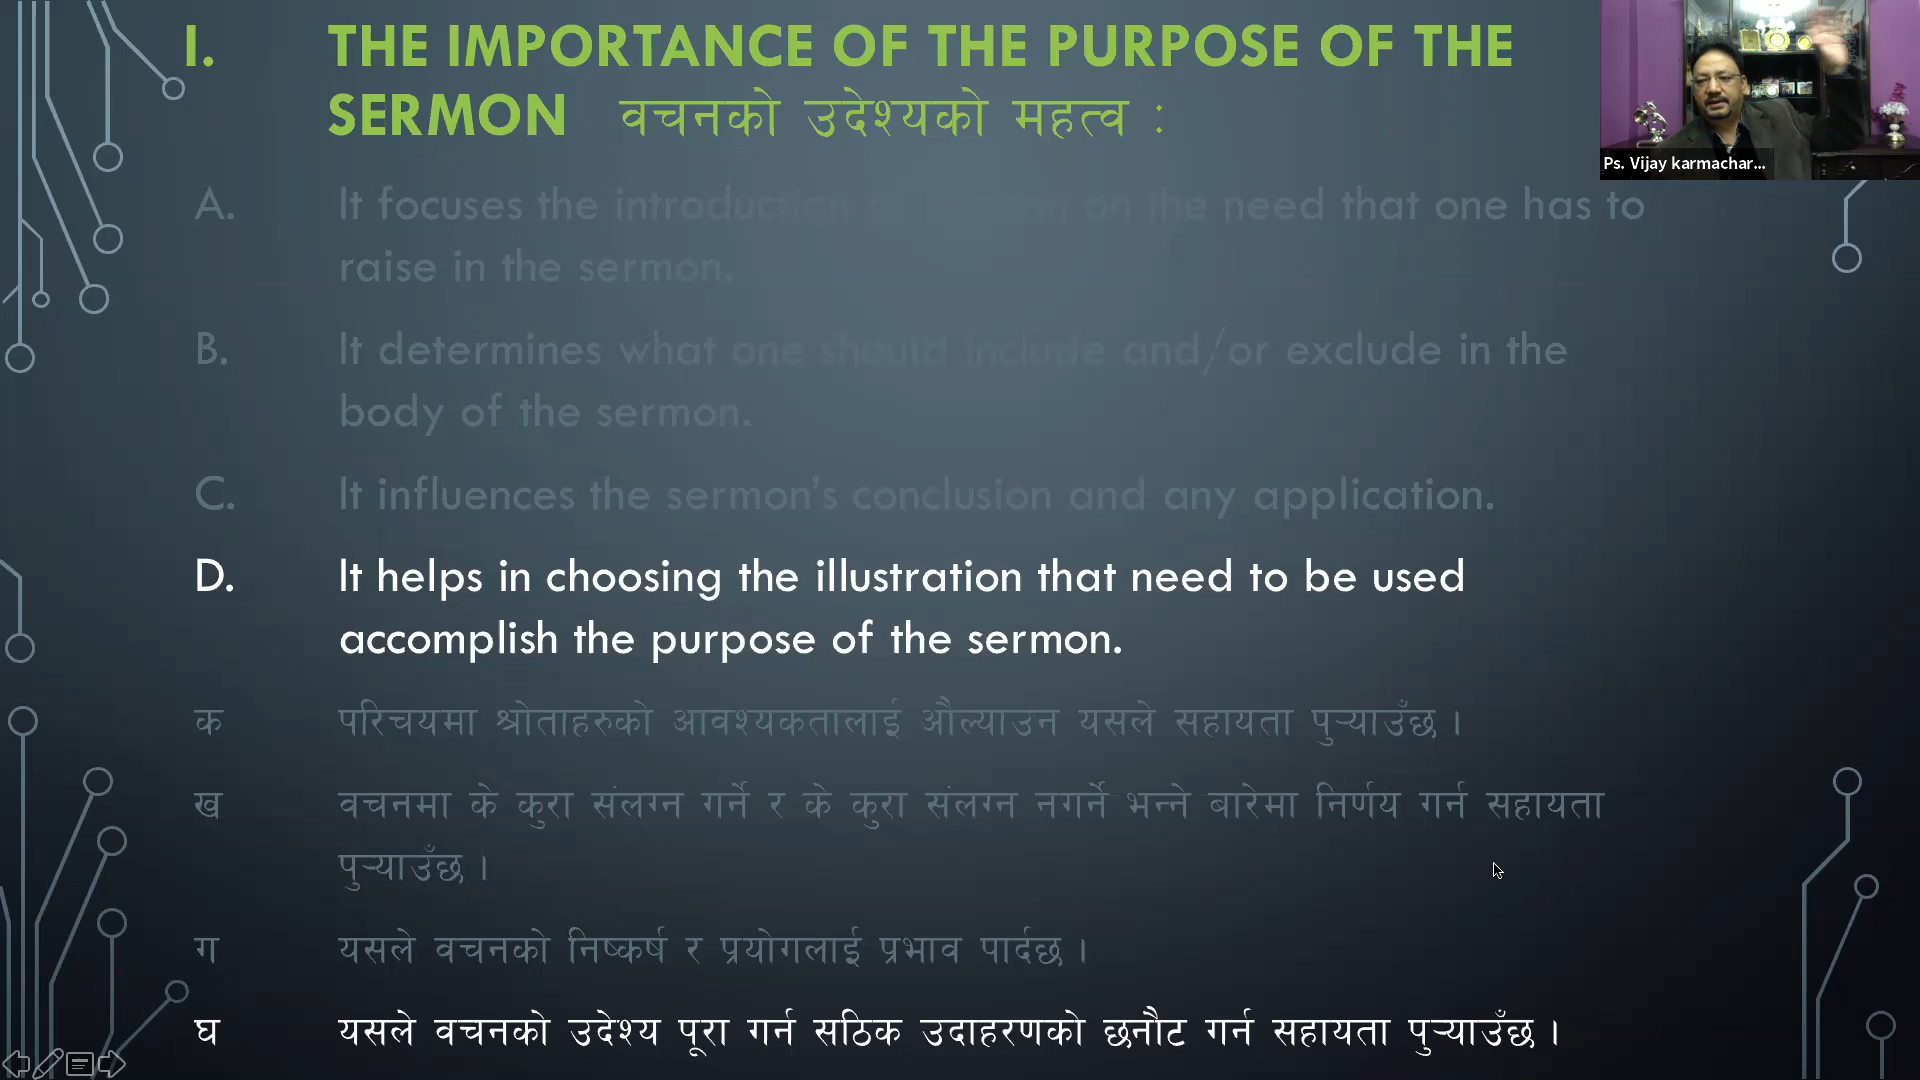 I. THE IMPORTANCE OF THE PURPOSE OF THE
SERMON वचनको उदेश्यको महत्व :
Ps. Vijay karmachar...
A. It focuses the introduction on the need that one has to
raise in the sermon.
B. It determines what one should include and/or exclude in the
body of the sermon.
C. It influences the sermon's conclusion and any application.
D. It helps in choosing the illustration that need to be used
accomplish the purpose of the sermon.
क परिचयमा श्रोताहरुको आवश्यकतालाई औल्याउन यसले सहायता पुऱ्याउँछ ।
ख वचनमा के कुरा संलग्न गर्ने र के कुरा संलग्न नगर्ने भन्ने बारेमा निर्णय गर्न सहायता
पुऱ्याउँछ ।
ग यसले वचनको निष्कर्ष र प्रयोगलाई प्रभाव पार्दछ ।
घ यसले वचनको उदेश्य पूरा गर्न सठिक उदाहरणको छनौट गर्न सहायता पुऱ्याउँछ ।